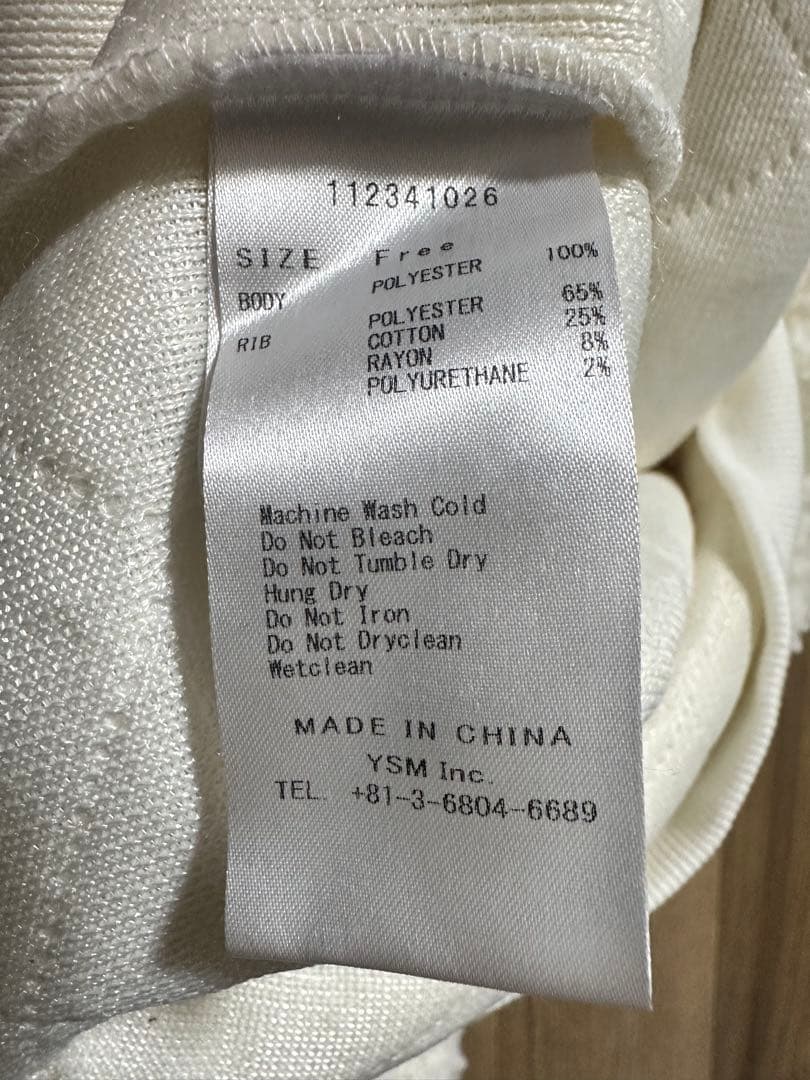 112341026
SIZE Free
BODY POLYESTER 100%
RIB POLYESTER 65%
COTTON 25%
RAYON 8%
POLYURETHANE 2%
Machine Wash Cold
Do Not Bleach
Do Not Tumble Dry
Hung Dry
Do Not Iron
Do Not Dryclean
Wetclean
MADE IN CHINA
YSM Inc.
TEL. +81-3-6804-6689